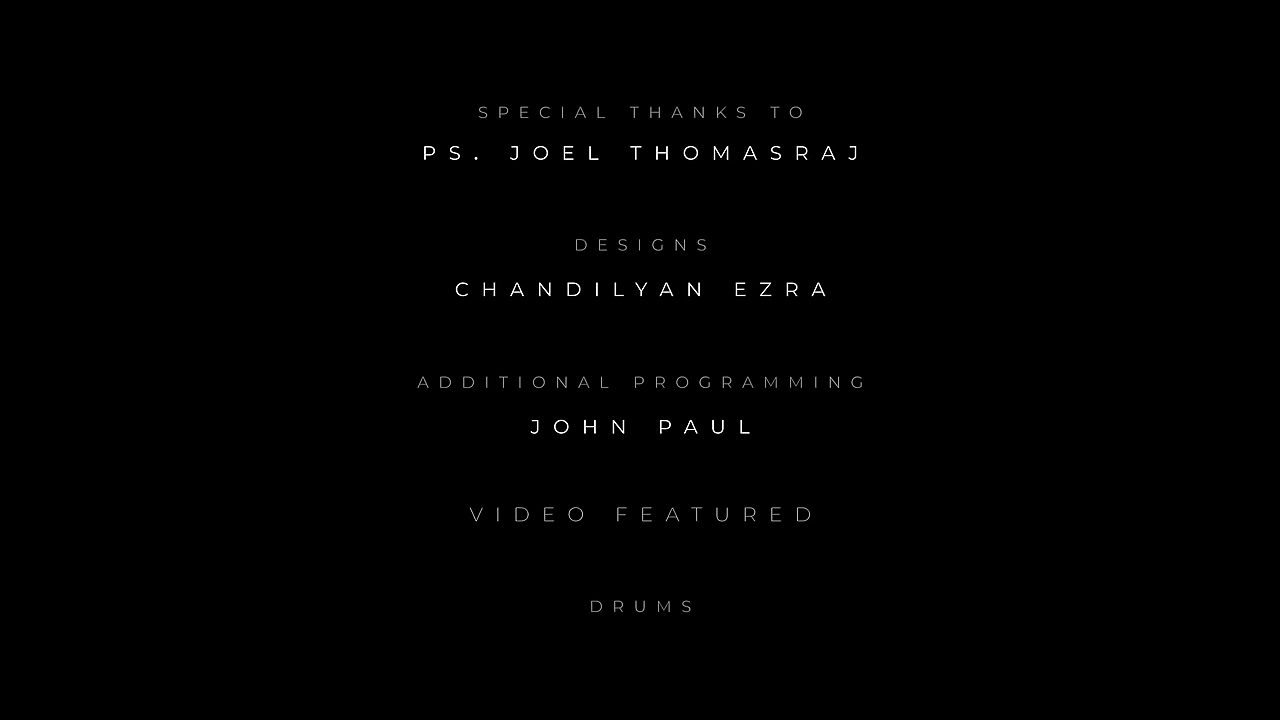 SPECIAL THANKS TO
PS. JOEL THOMASRAJ
DESIGNS
CHANDILYAN EZRA
ADDITIONAL PROGRAMMING
JOHN PAUL
VIDEO FEATURED
DRUMS